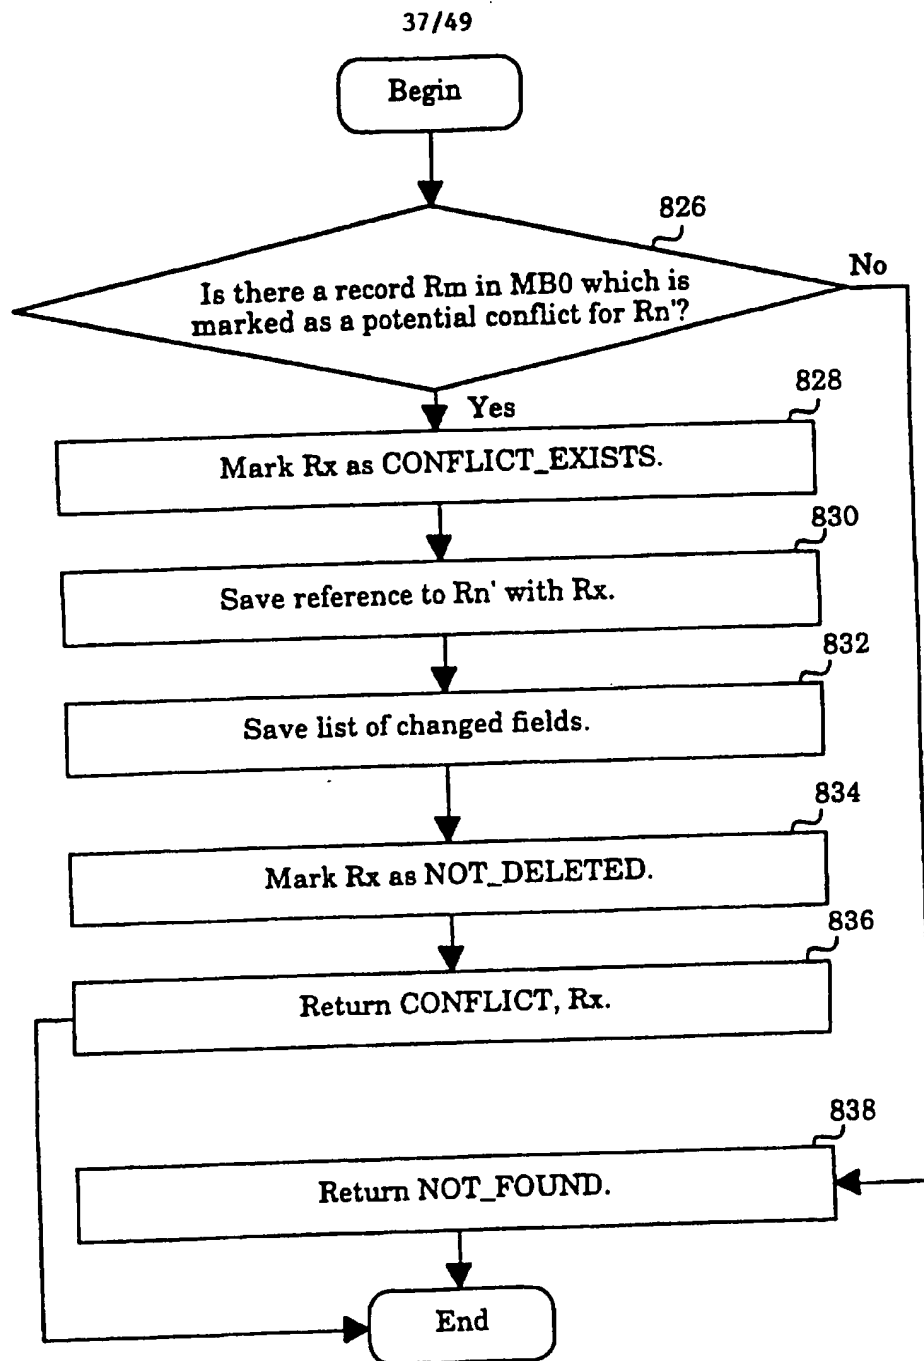 37/49
Begin
826
No
Is there a record Rm in MB0 which is
marked as a potential conflict for Rn'?
Yes
828
Mark Rx as CONFLICT_EXISTS.
830
Save reference to Rn' with Rx.
832
Save list of changed fields.
834
Mark Rx as NOT_DELETED.
836
Return CONFLICT, Rx.
838
Return NOT_FOUND.
End